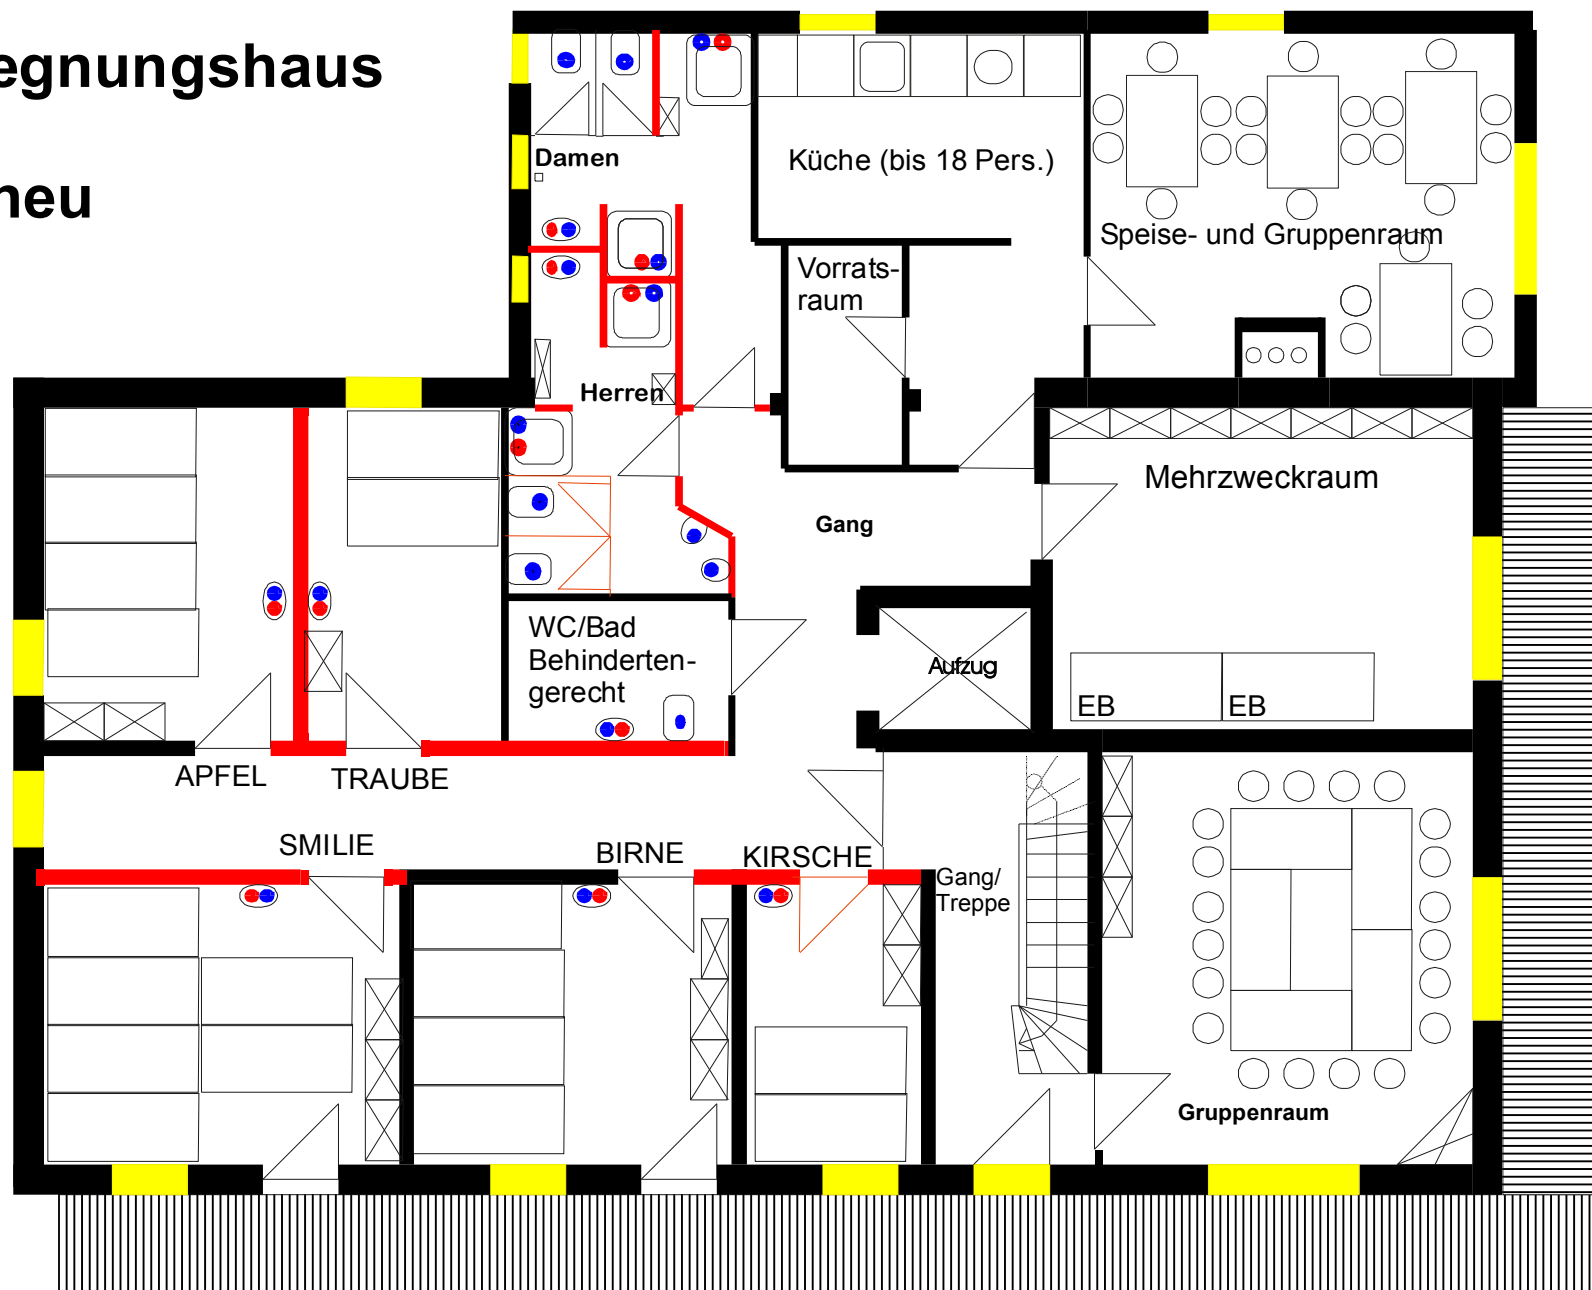 egnungshaus
neu
Damen
Küche (bis 18 Pers.)
Speise- und Gruppenraum
Vorrats-
raum
Herren
Mehrzweckraum
Gang
WC/Bad
Behinderten-
gerecht
Aufzug
EB
EB
APFEL
TRAUBE
SMILIE
BIRNE
KIRSCHE
Gang/
Treppe
Gruppenraum